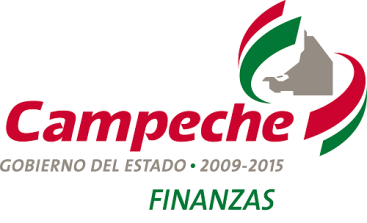 Campeche
GOBIERNO DEL ESTADO • 2009-2015
FINANZAS